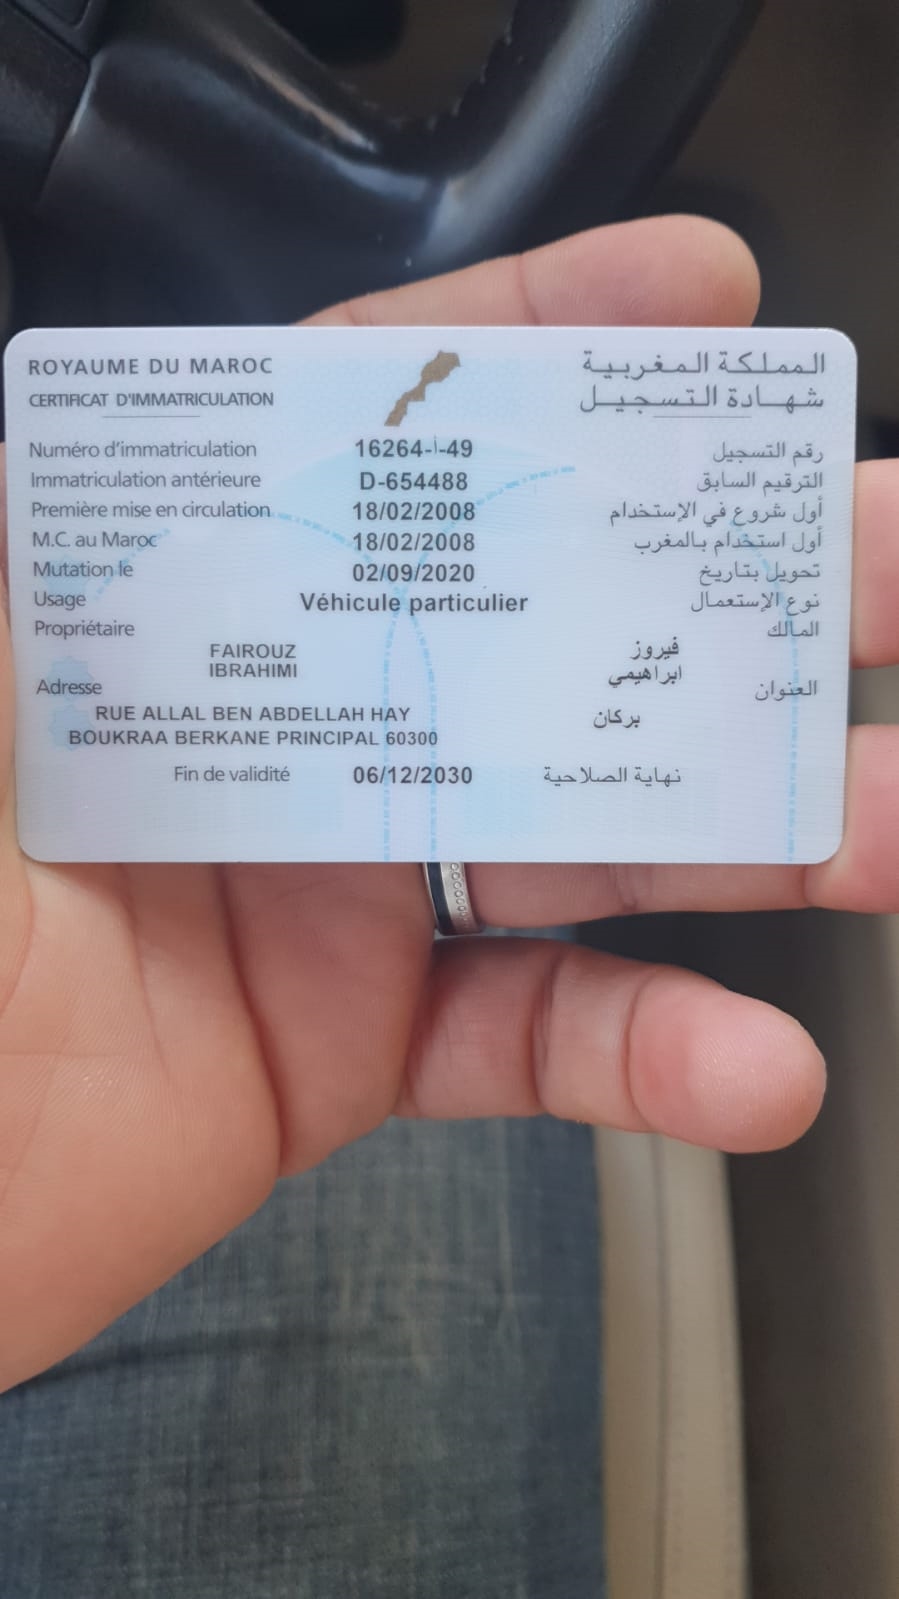 ROYAUME DU MAROC المملكة المغربية
CERTIFICAT D'IMMATRICULATION شهادة التسجيل
Numéro d'immatriculation 16264-أ-49 رقم التسجيل
Immatriculation antérieure D-654488 الترقيم السابق
Première mise en circulation 18/02/2008 أول شروع في الإستخدام
M.C. au Maroc 18/02/2008 أول استخدام بالمغرب
Mutation le 02/09/2020 تحويل بتاريخ
Usage Véhicule particulier نوع الإستعمال
Propriétaire المالك
FAIROUZ فيروز
IBRAHIMI ابراهيمي
Adresse العنوان
RUE ALLAL BEN ABDELLAH HAY بركان
BOUKRAA BERKANE PRINCIPAL 60300
Fin de validité 06/12/2030 نهاية الصلاحية